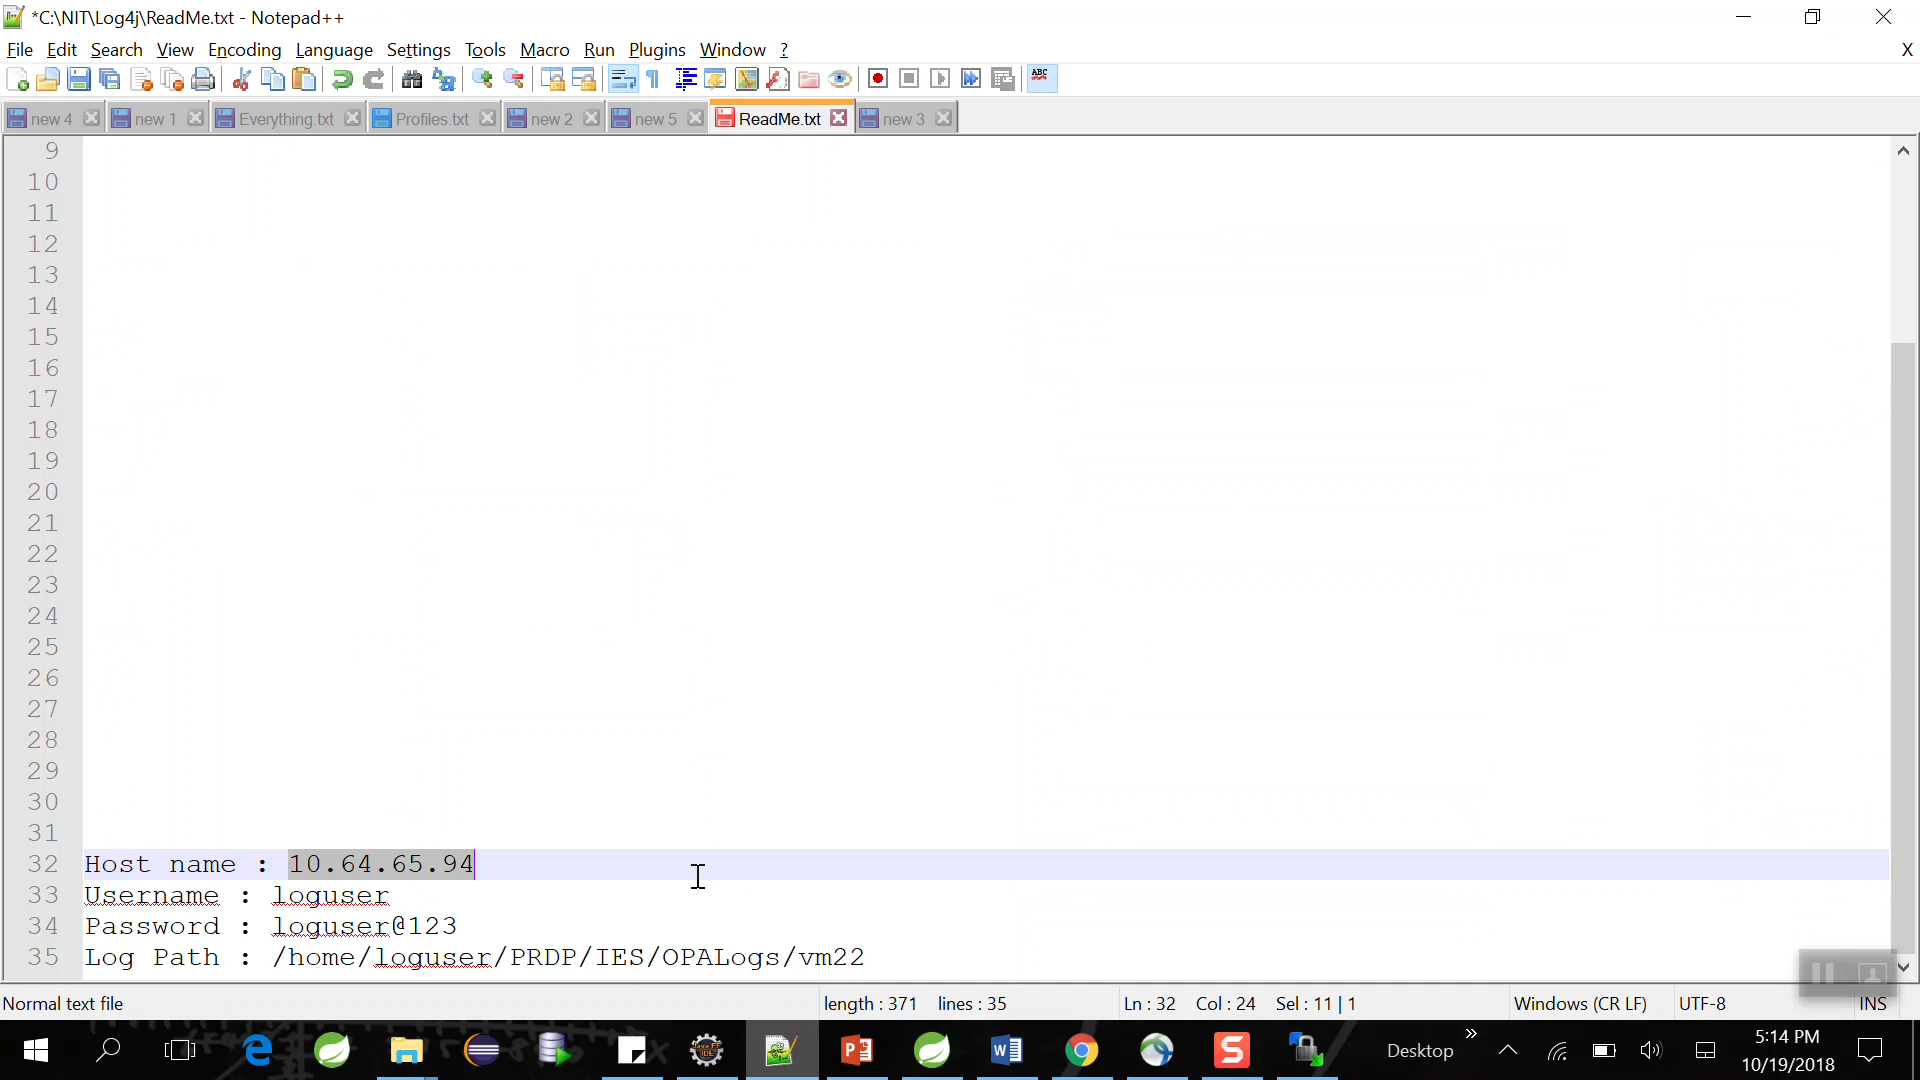 *C:\NIT\Log4j\ReadMe.txt - Notepad++
File Edit Search View Encoding Language Settings Tools Macro Run Plugins Window ? X
new 4 new 1 Everything.txt Profiles.txt new 2 new 5 ReadMe.txt new 3
9
10
11
12
13
14
15
16
17
18
19
20
21
22
23
24
25
26
27
28
29
30
31
32 Host name : 10.64.65.94
33 Username : loguser
34 Password : loguser@123
35 Log Path : /home/loguser/PRDP/IES/OPALogs/vm22
Normal text file length : 371 lines : 35 Ln : 32 Col : 24 Sel : 11 | 1 Windows (CR LF) UTF-8 INS
Desktop 5:14 PM
10/19/2018